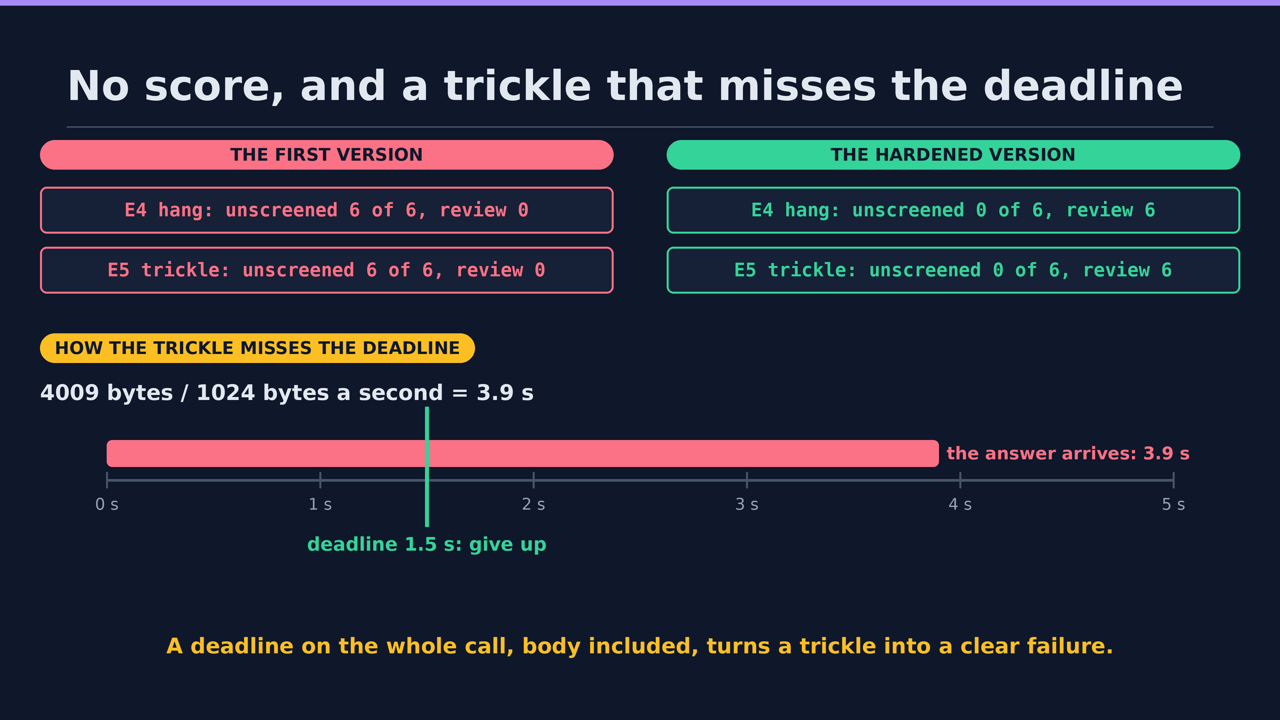 No score, and a trickle that misses the deadline
THE FIRST VERSION
E4 hang: unscreened 6 of 6, review 0
E5 trickle: unscreened 6 of 6, review 0
THE HARDENED VERSION
E4 hang: unscreened 0 of 6, review 6
E5 trickle: unscreened 0 of 6, review 6
HOW THE TRICKLE MISSES THE DEADLINE
4009 bytes / 1024 bytes a second = 3.9 s
the answer arrives: 3.9 s
0 s
1 s
2 s
3 s
4 s
5 s
deadline 1.5 s: give up
A deadline on the whole call, body included, turns a trickle into a clear failure.